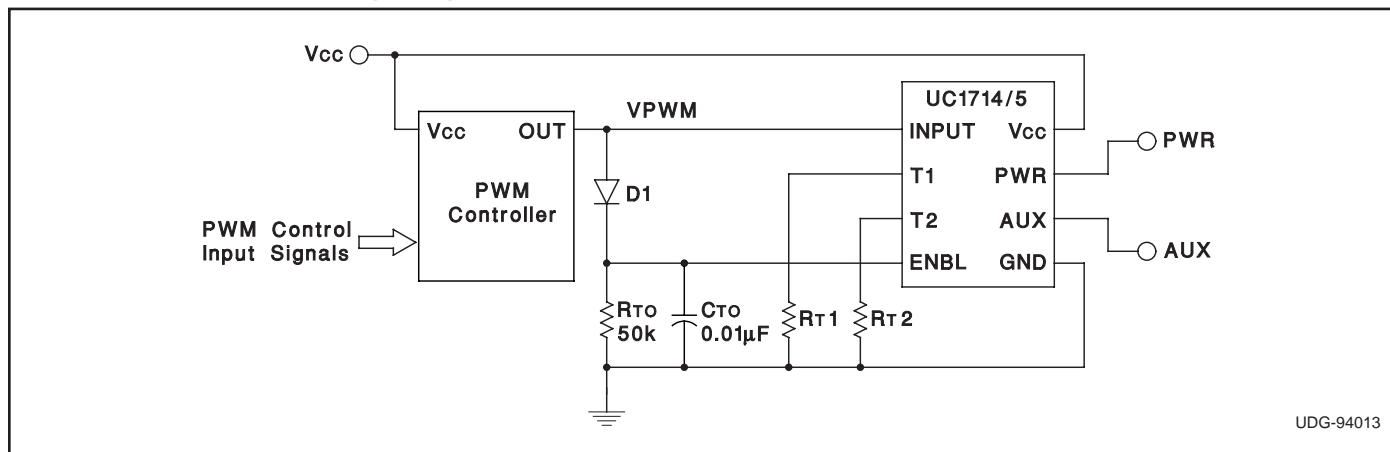 Vcc
UC1714/5
VPWM
Vcc OUT
INPUT Vcc
PWR
T1 PWR
D1
PWM
Controller
T2 AUX
PWM Control
Input Signals
AUX
ENBL GND
RTO
50k
CTO
0.01µF
RT1
RT2
UDG-94013